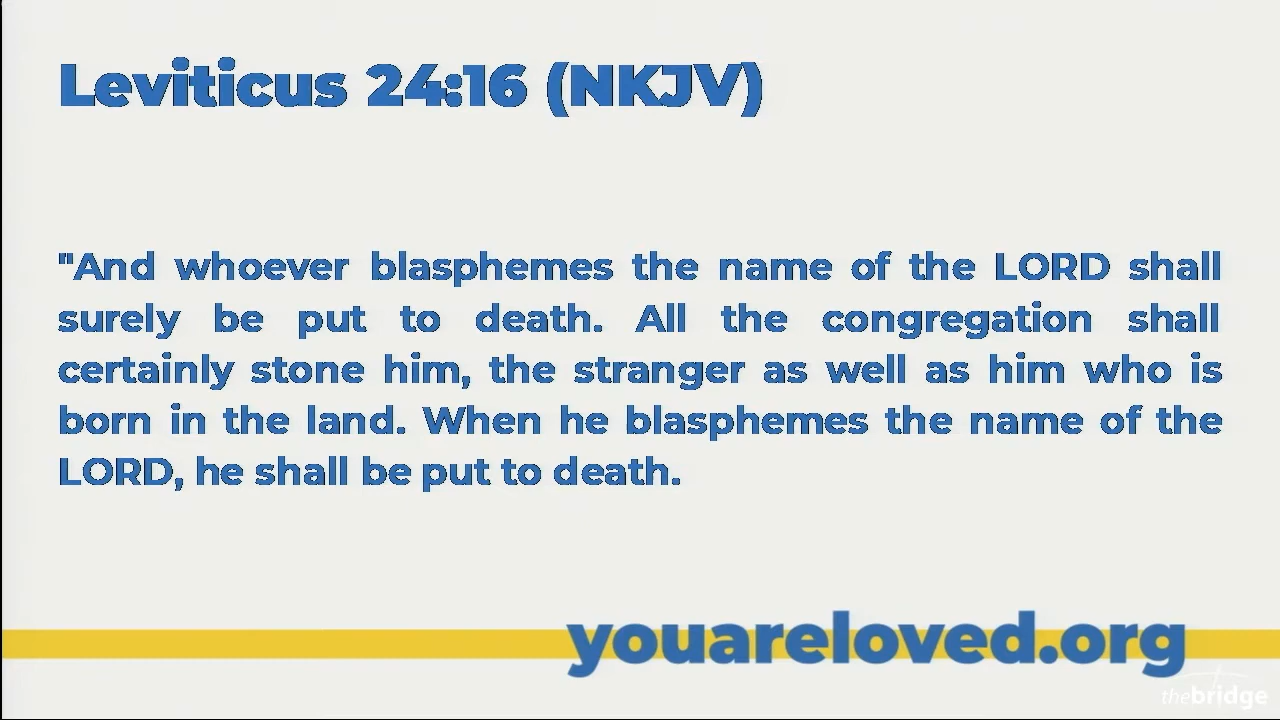 Leviticus 24:16 (NKJV)
"And whoever blasphemes the name of the LORD shall
surely be put to death. All the congregation shall
certainly stone him, the stranger as well as him who is
born in the land. When he blasphemes the name of the
LORD, he shall be put to death.
youareloved.org
thebridge